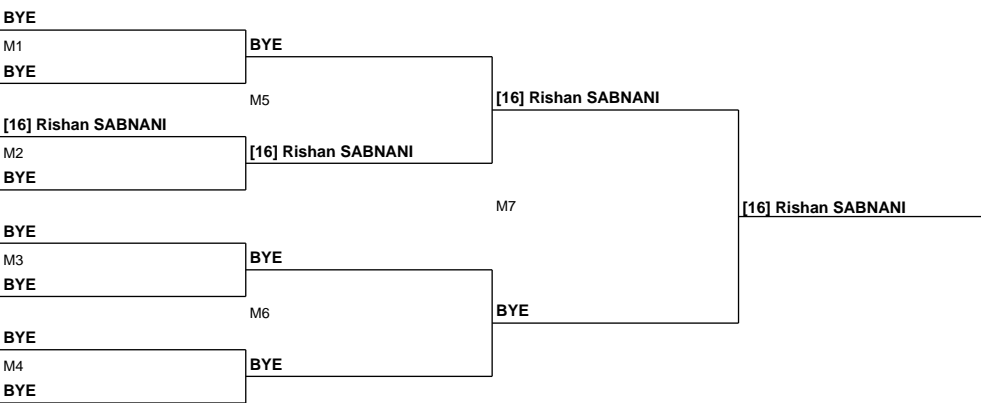 BYE
M1
BYE
BYE
M5
[16] Rishan SABNANI
[16] Rishan SABNANI
M2
[16] Rishan SABNANI
BYE
M7
[16] Rishan SABNANI
BYE
M3
BYE
BYE
M6
BYE
BYE
M4
BYE
BYE